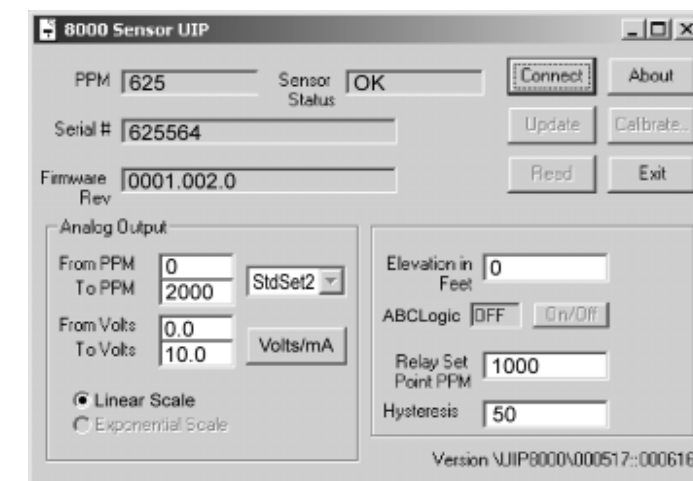 8000 Sensor UIP
PPM 625 Sensor Status OK Connect About
Serial # 625564 Update Calbrate..
Firmware Rev 0001.002.0 Read Exit
Analog Output
From PPM 0
To PPM 2000 StdSet2
From Volts 0.0
To Volts 10.0 Volts/mA
Linear Scale
Exponential Scale
Elevation in Feet 0
ABCLogic OFF On/Off
Relay Set Point PPM 1000
Hysteresis 50
Version \UIP8000\000517::000616